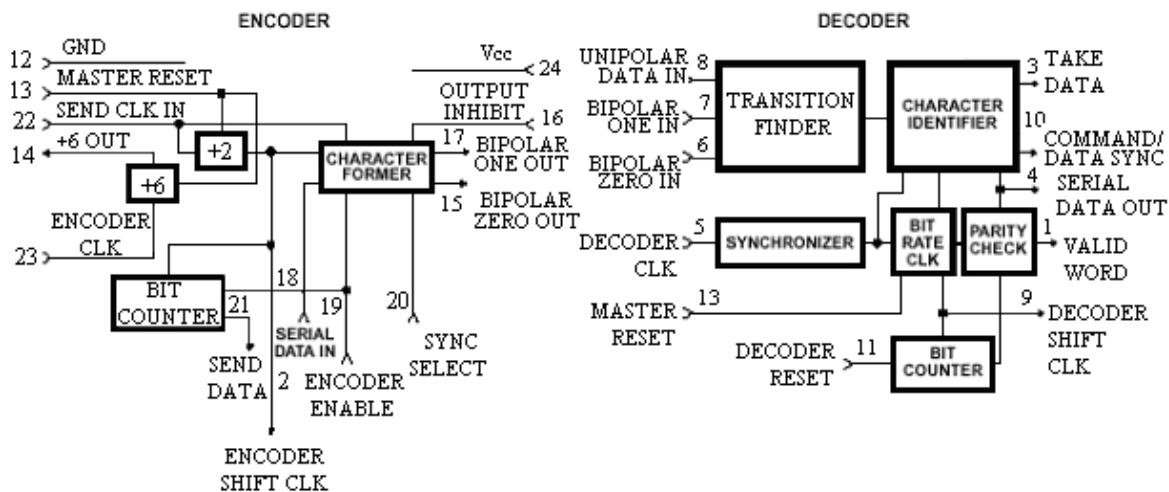 ENCODER
12 GND
13 MASTER RESET
22 SEND CLK IN
14 +6 OUT
+2
+6
ENCODER
CLK
23
BIT
COUNTER
21
SEND
DATA
2
ENCODER
SHIFT CLK
18
SERIAL
DATA IN
19
ENCODER
ENABLE
20
SYNC
SELECT
CHARACTER
FORMER
Vcc
24
OUTPUT
INHIBIT
16
17
BIPOLAR
ONE OUT
15
BIPOLAR
ZERO OUT
DECODER
UNIPOLAR
DATA IN
8
BIPOLAR
ONE IN
7
BIPOLAR
ZERO IN
6
TRANSITION
FINDER
CHARACTER
IDENTIFIER
3
TAKE
DATA
10
COMMAND/
DATA SYNC
4
SERIAL
DATA OUT
DECODER
CLK
5
SYNCHRONIZER
BIT
RATE
CLK
PARITY
CHECK
1
VALID
WORD
MASTER
RESET
13
9
DECODER
SHIFT
CLK
DECODER
RESET
11
BIT
COUNTER